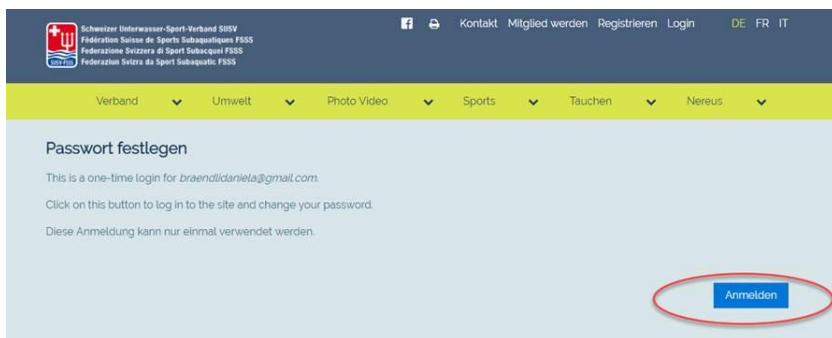 Schweizer Unterwasser-Sport-Verband SUSV
Fédération Suisse de Sports Subaquatiques FSSS
Federazione Svizzera di Sport Subacquei FSSS
Federaziun Svizra da Sport Subaquatic FSSS
SUSV-FSSS
Kontakt Mitglied werden Registrieren Login DE FR IT
Verband Umwelt Photo Video Sports Tauchen Nereus
Passwort festlegen
This is a one-time login for braendlidaniela@gmail.com.
Click on this button to log in to the site and change your password.
Diese Anmeldung kann nur einmal verwendet werden.
Anmelden